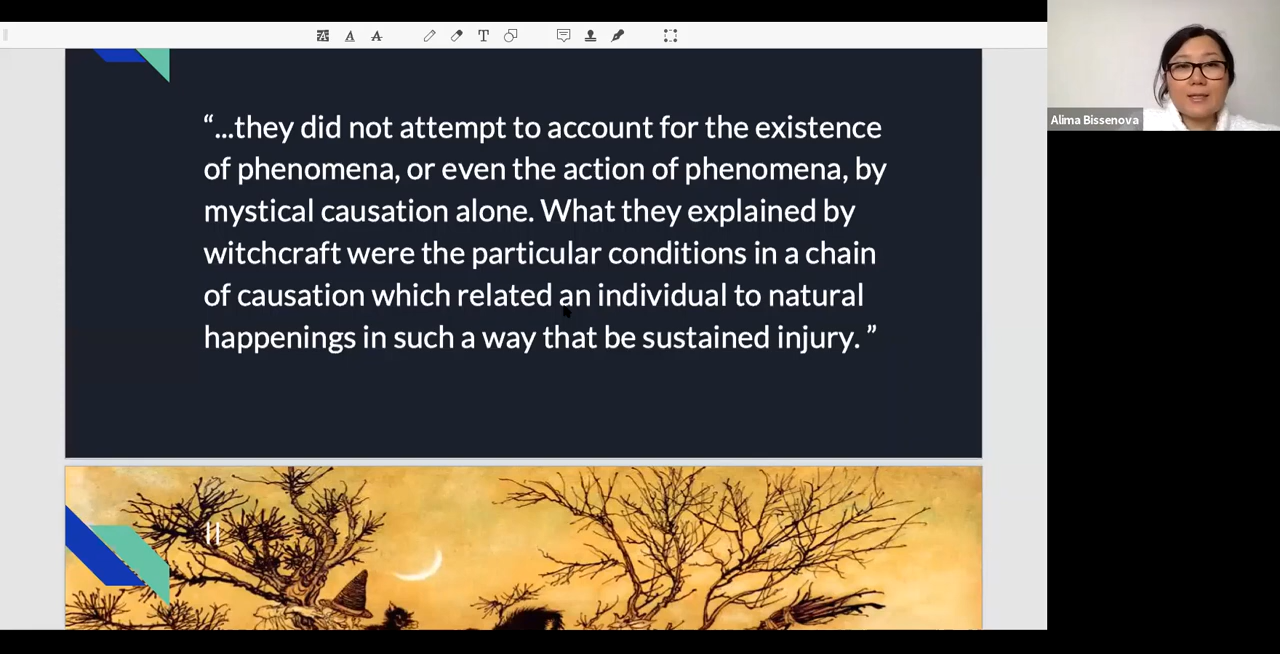 “...they did not attempt to account for the existence
of phenomena, or even the action of phenomena, by
mystical causation alone. What they explained by
witchcraft were the particular conditions in a chain
of causation which related an individual to natural
happenings in such a way that be sustained injury. ”
Alima Bissenova